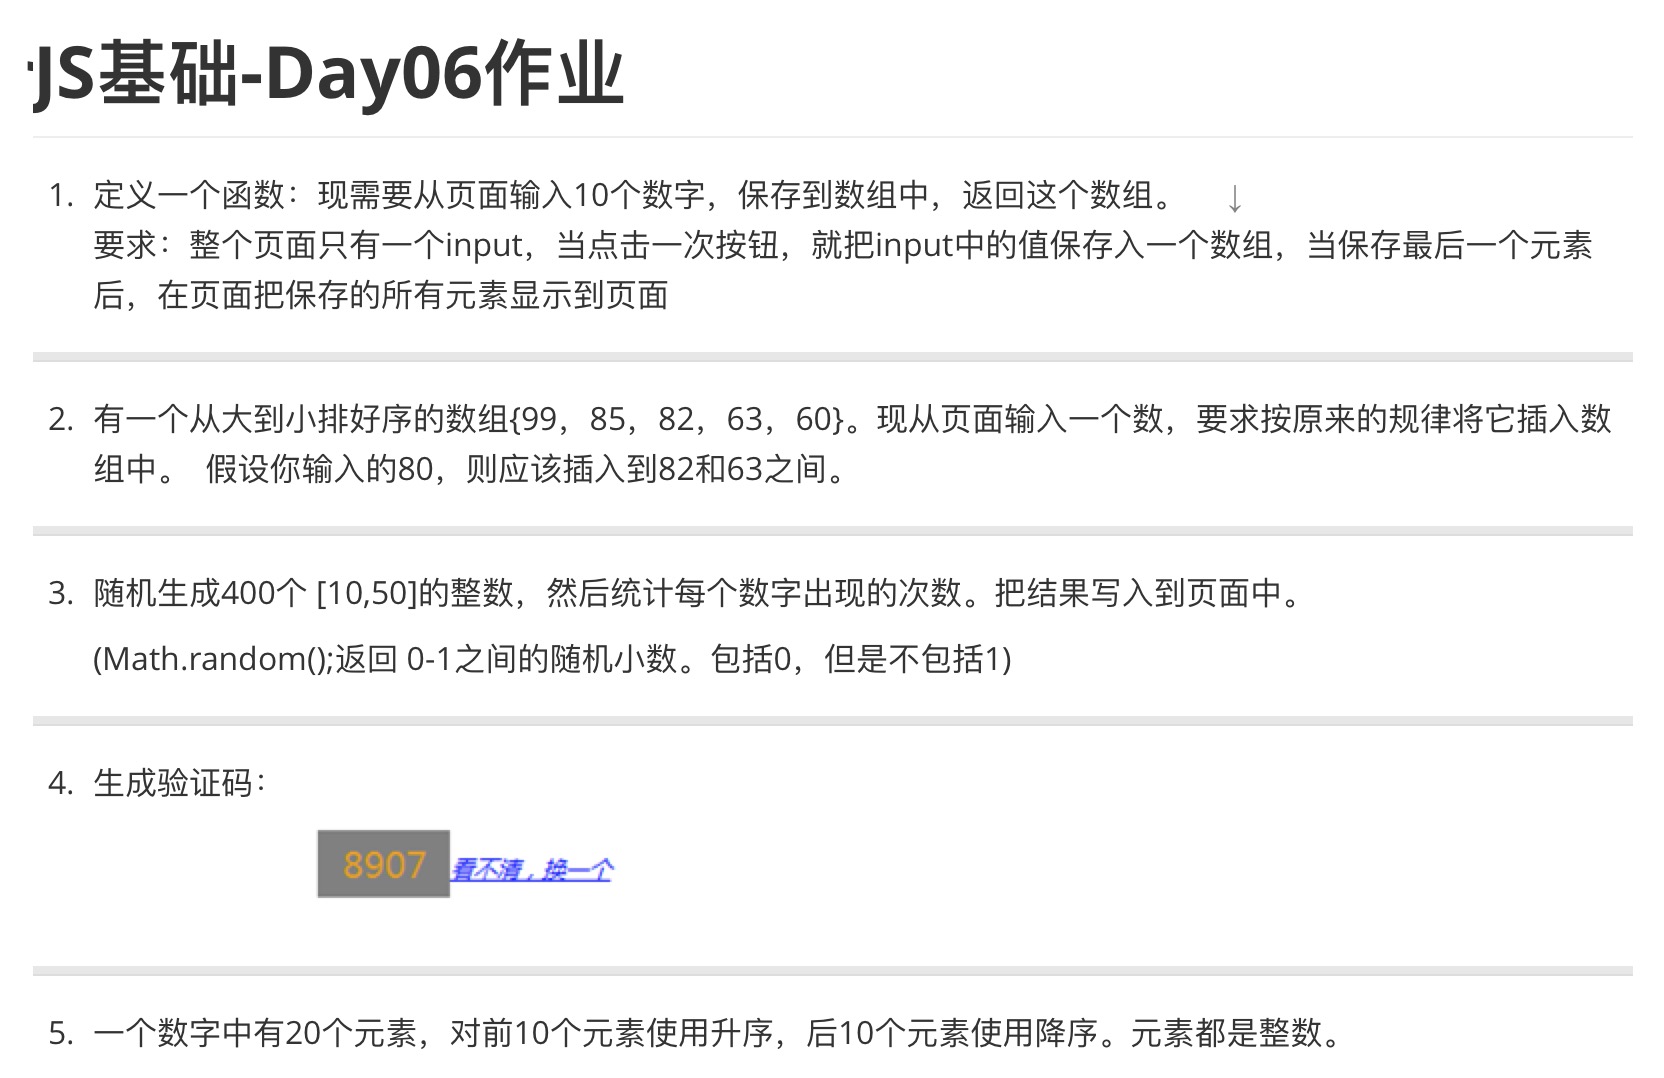 JS基础-Day06作业
1. 定义一个函数：现需要从页面输入10个数字，保存到数组中，返回这个数组。 ↓
要求：整个页面只有一个input，当点击一次按钮，就把input中的值保存入一个数组，当保存最后一个元素
后，在页面把保存的所有元素显示到页面
2. 有一个从大到小排好序的数组{99，85，82，63，60}。现从页面输入一个数，要求按原来的规律将它插入数
组中。 假设你输入的80，则应该插入到82和63之间。
3. 随机生成400个 [10,50]的整数，然后统计每个数字出现的次数。把结果写入到页面中。
(Math.random();返回 0-1之间的随机小数。包括0，但是不包括1)
4. 生成验证码：
8907 看不清，换一个
5. 一个数字中有20个元素，对前10个元素使用升序，后10个元素使用降序。元素都是整数。